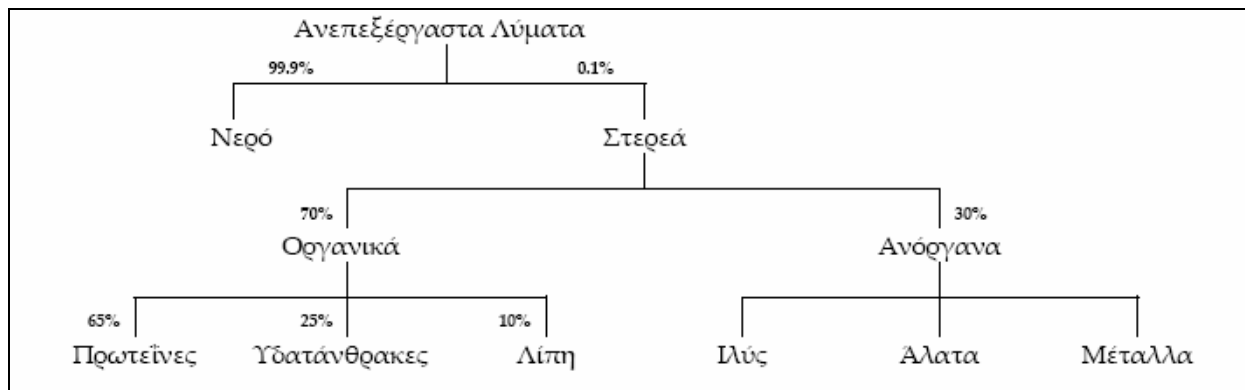 Ανεπεξέργαστα Λύματα
99.9% 0.1%
Νερό Στερεά
70% 30%
Οργανικά Ανόργανα
65% 25% 10%
Πρωτεΐνες Υδατάνθρακες Λίπη Ιλύς Άλατα Μέταλλα